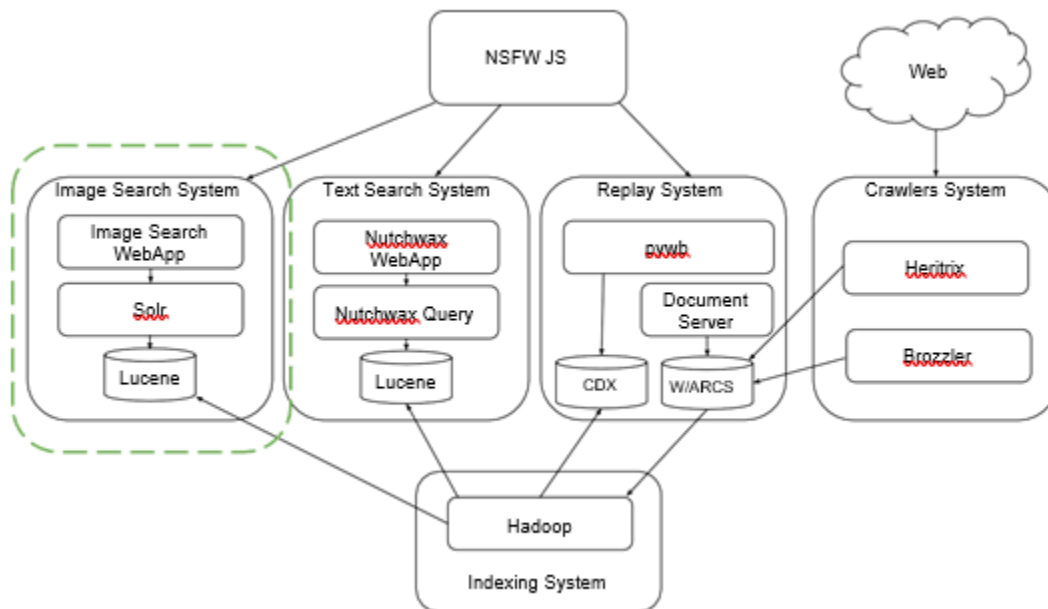 NSFW JS
Web
Image Search System
Text Search System
Replay System
Crawlers System
Image Search
WebApp
Nutchwax
WebApp
pywb
Heritrix
Solr
Nutchwax Query
Document
Server
Brozzler
Lucene
Lucene
CDX
W/ARCS
Hadoop
Indexing System